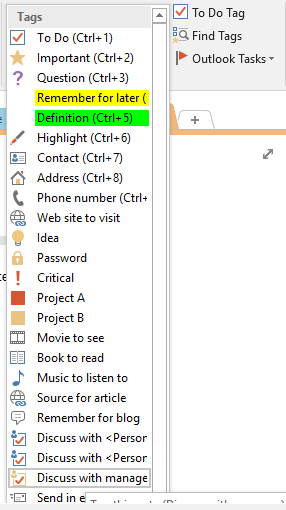 Tags
To Do (Ctrl+1)
Important (Ctrl+2)
Question (Ctrl+3)
Remember for later (
Definition (Ctrl+5)
Highlight (Ctrl+6)
Contact (Ctrl+7)
Address (Ctrl+8)
Phone number (Ctrl+
Web site to visit
Idea
Password
Critical
Project A
Project B
Movie to see
Book to read
Music to listen to
Source for article
Remember for blog
Discuss with <Person
Discuss with <Person
Discuss with manage
Send in e
To Do Tag
Find Tags
Outlook Tasks